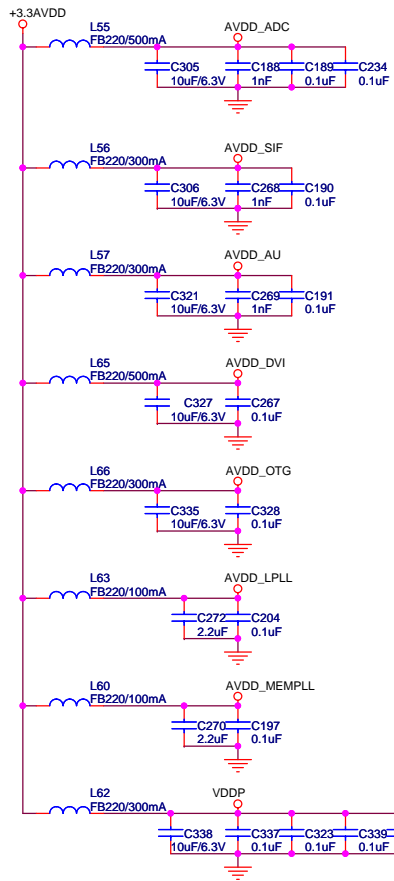 +3.3AVDD
L55
FB220/500mA
AVDD_ADC
C305
10uF/6.3V
C188
1nF
C189
0.1uF
C234
0.1uF
L56
FB220/300mA
AVDD_SIF
C306
10uF/6.3V
C268
1nF
C190
0.1uF
L57
FB220/300mA
AVDD_AU
C321
10uF/6.3V
C269
1nF
C191
0.1uF
L65
FB220/500mA
AVDD_DVI
C327
10uF/6.3V
C267
0.1uF
L66
FB220/300mA
AVDD_OTG
C335
10uF/6.3V
C328
0.1uF
L63
FB220/100mA
AVDD_LPLL
C272
2.2uF
C204
0.1uF
L60
FB220/100mA
AVDD_MEMPLL
C270
2.2uF
C197
0.1uF
L62
FB220/300mA
VDDP
C338
10uF/6.3V
C337
0.1uF
C323
0.1uF
C339
0.1uF